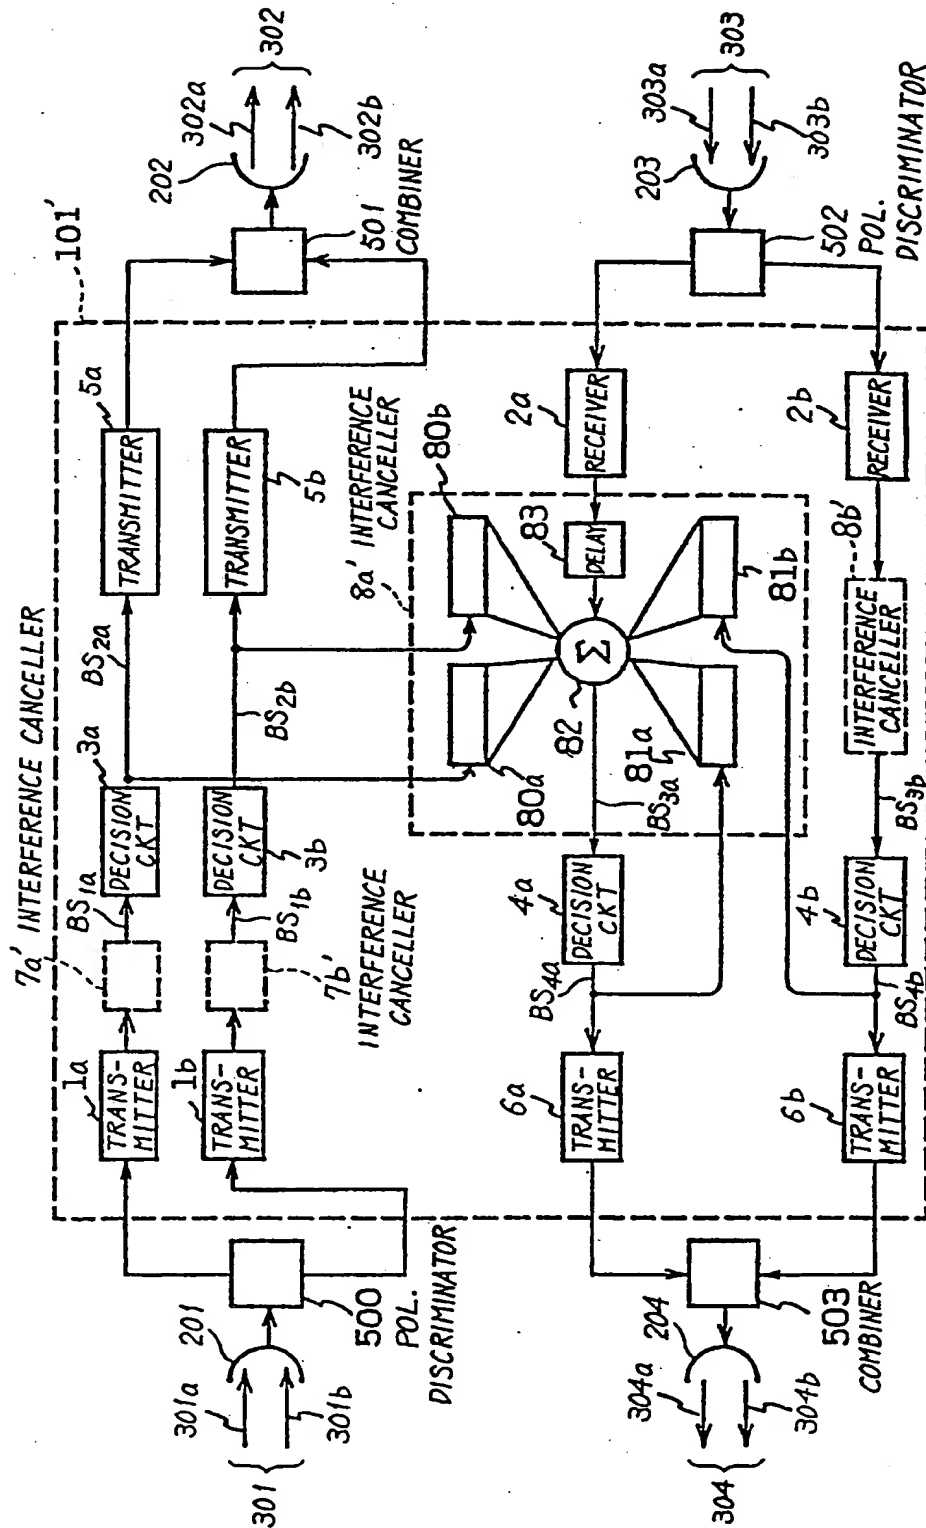 7a' INTERFERENCE CANCELLER
101'
302
302a
302b
202
501
COMBINER
5a
TRANSMITTER
BS2a
3a
DECISION
CKT
BS1a
1a
TRANS-
MITTER
TRANSMITTER
5b
BS2b
DECISION
CKT
3b
BS1b
7b'
INTERFERENCE
CANCELLER
1b
TRANS-
MITTER
500
POL.
DISCRIMINATOR
201
301a
301b
301
8a' INTERFERENCE
CANCELLER
80b
80a
83
DELAY
Σ
82
81a
81b
BS3a
2a
RECEIVER
4a
DECISION
CKT
BS4a
6a
TRANS-
MITTER
303
303a
303b
203
502
POL.
DISCRIMINATOR
2b
RECEIVER
8b'
INTERFERENCE
CANCELLER
BS3b
4b
DECISION
CKT
BS4b
6b
TRANS-
MITTER
503
COMBINER
204
304a
304b
304